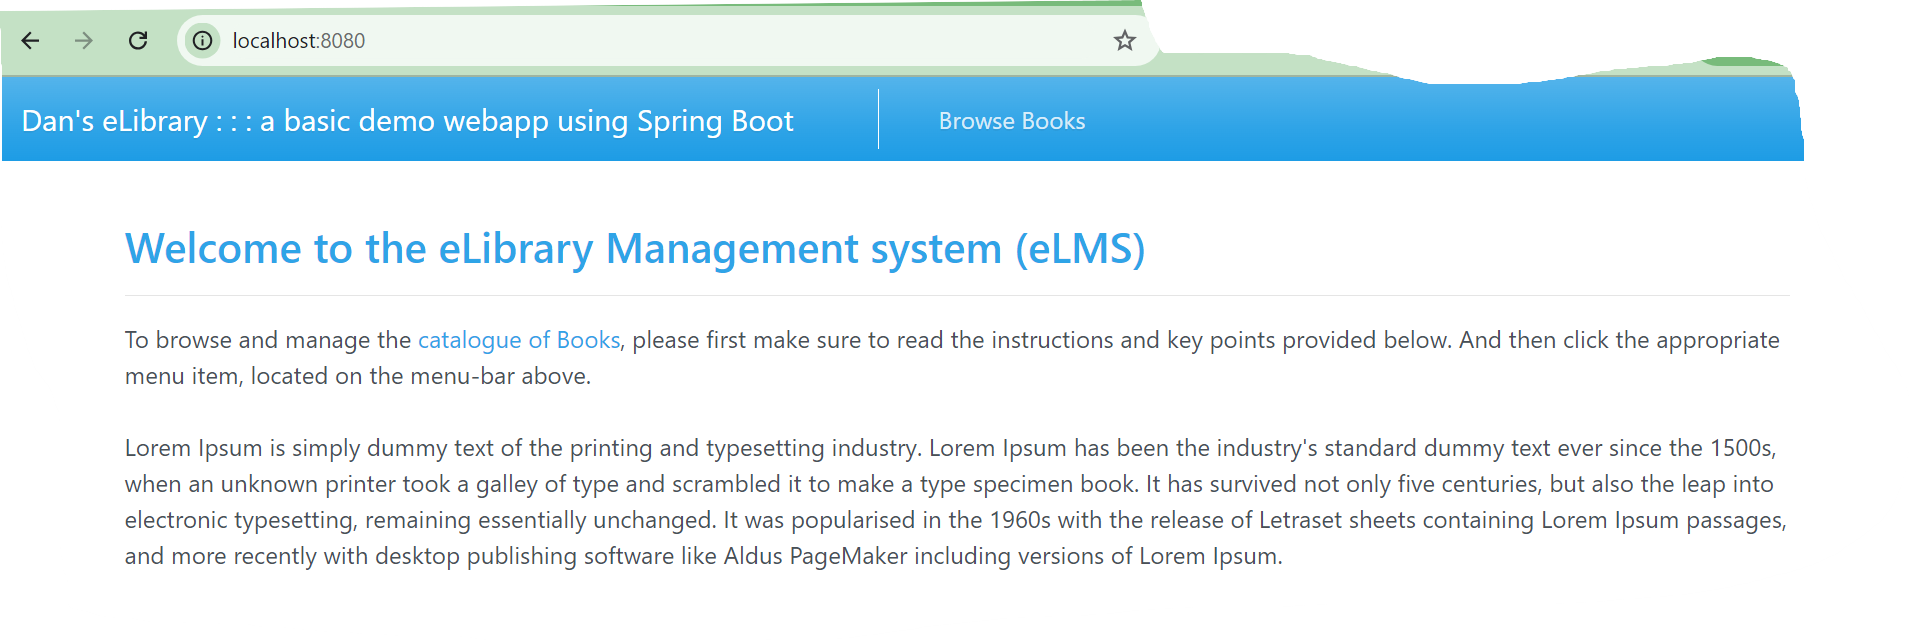 localhost:8080
Dan's eLibrary : : : a basic demo webapp using Spring Boot
Browse Books
Welcome to the eLibrary Management system (eLMS)
To browse and manage the catalogue of Books, please first make sure to read the instructions and key points provided below. And then click the appropriate
menu item, located on the menu-bar above.
Lorem Ipsum is simply dummy text of the printing and typesetting industry. Lorem Ipsum has been the industry's standard dummy text ever since the 1500s,
when an unknown printer took a galley of type and scrambled it to make a type specimen book. It has survived not only five centuries, but also the leap into
electronic typesetting, remaining essentially unchanged. It was popularised in the 1960s with the release of Letraset sheets containing Lorem Ipsum passages,
and more recently with desktop publishing software like Aldus PageMaker including versions of Lorem Ipsum.